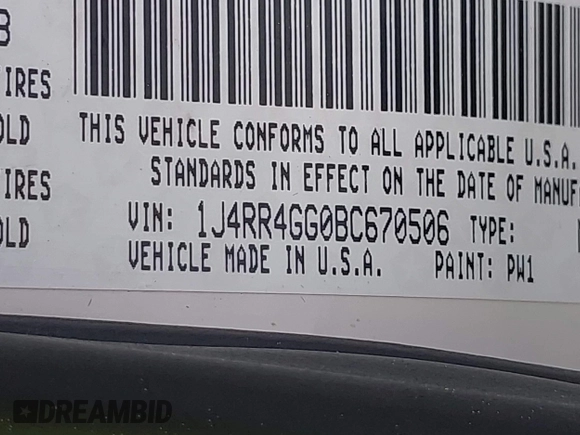 THIS VEHICLE CONFORMS TO ALL APPLICABLE U.S.A.
STANDARDS IN EFFECT ON THE DATE OF MANUF
VIN: 1J4RR4GG0BC670506 TYPE:
VEHICLE MADE IN U.S.A. PAINT: PW1
IRES
OLD
IRES
OLD
DREAMBID